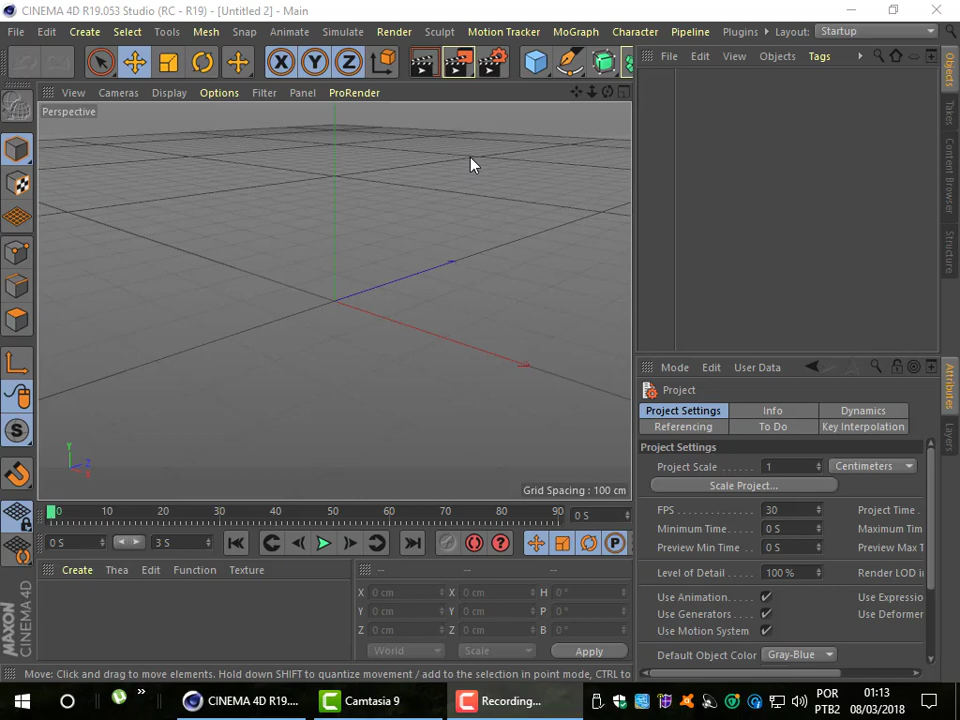 CINEMA 4D R19.053 Studio (RC - R19) - [Untitled 2] - Main
File Edit Create Select Tools Mesh Snap Animate Simulate Render Sculpt Motion Tracker MoGraph Character Pipeline Plugins Layout: Startup
X Y Z
File Edit View Objects Tags
View Cameras Display Options Filter Panel ProRender
Perspective
Y
Z
X
Grid Spacing : 100 cm
0 10 20 30 40 50 60 70 80 90 0 S
0 S 3 S
P
Create Thea Edit Function Texture
-- -- --
X 0 cm X 0 cm H 0 °
Y 0 cm Y 0 cm P 0 °
Z 0 cm Z 0 cm B 0 °
World Scale Apply
MAXON
CINEMA 4D
S
Objects
Takes
Content Browser
Structure
Mode Edit User Data
Project
Project Settings Info Dynamics
Referencing To Do Key Interpolation
Project Settings
Project Scale ...... 1 Centimeters
Scale Project...
FPS 30 Project Time .
Minimum Time 0 S Maximum Tim
Preview Min Time 0 S Preview Max T
Level of Detail 100 % Render LOD i
Use Animation Use Expressio
Use Generators Use Deformer
Use Motion System
Default Object Color Gray-Blue
Attributes
Layers
Move: Click and drag to move elements. Hold down SHIFT to quantize movement / add to the selection in point mode, CTRL to
» CINEMA 4D R19.0... Camtasia 9 Recording... POR 01:13
PTB2 08/03/2018